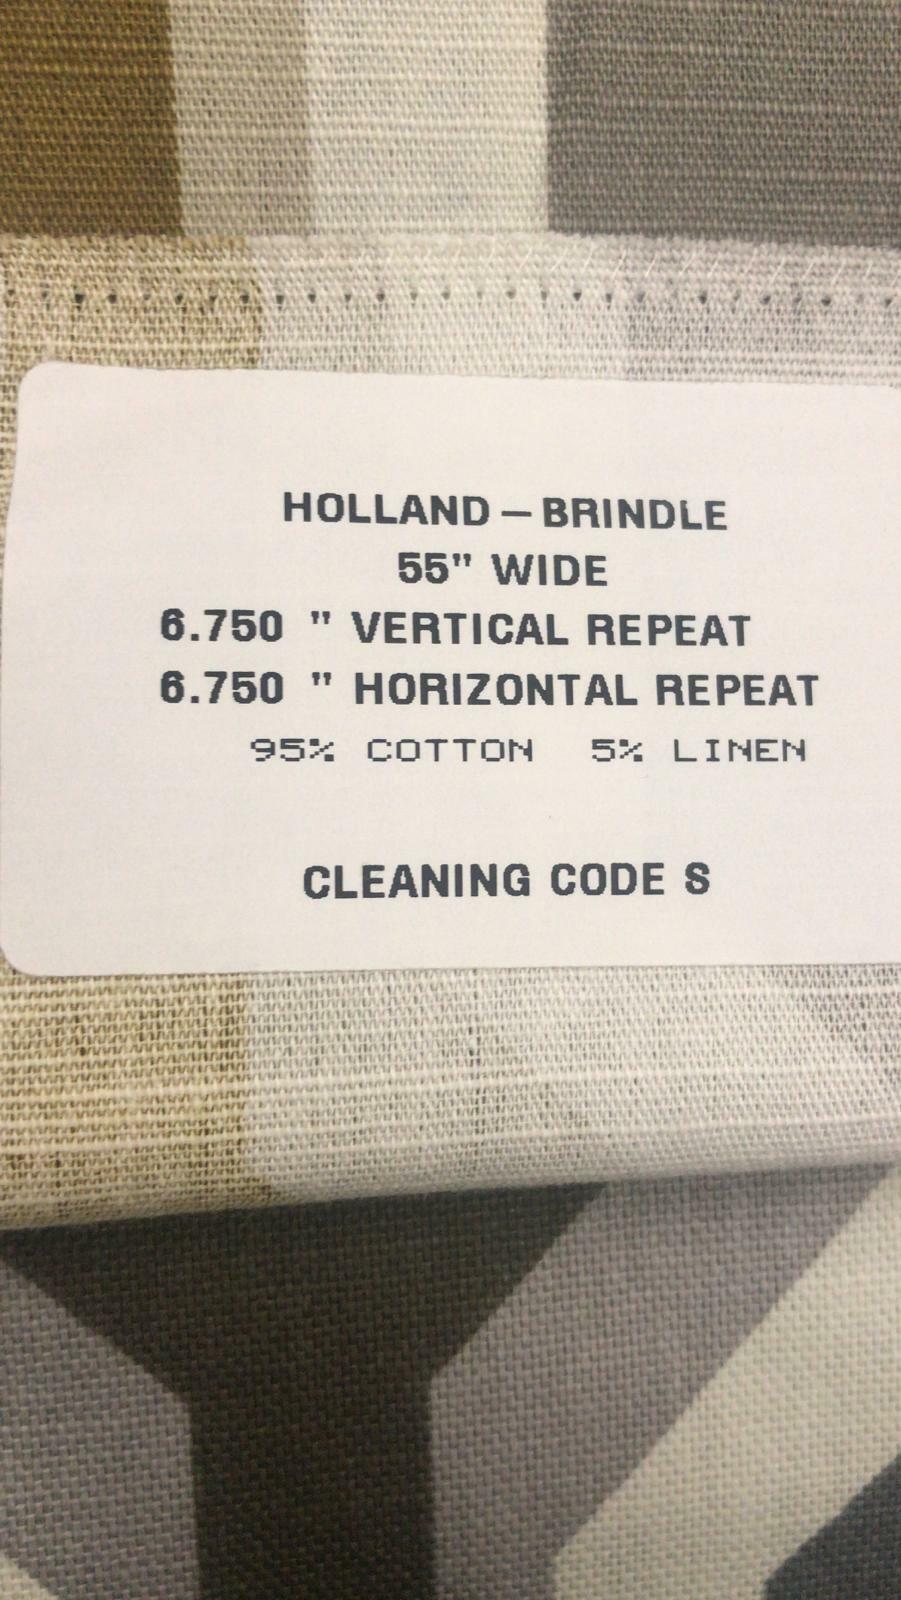 HOLLAND – BRINDLE
55" WIDE
6.750 " VERTICAL REPEAT
6.750 " HORIZONTAL REPEAT
95% COTTON 5% LINEN
CLEANING CODE S